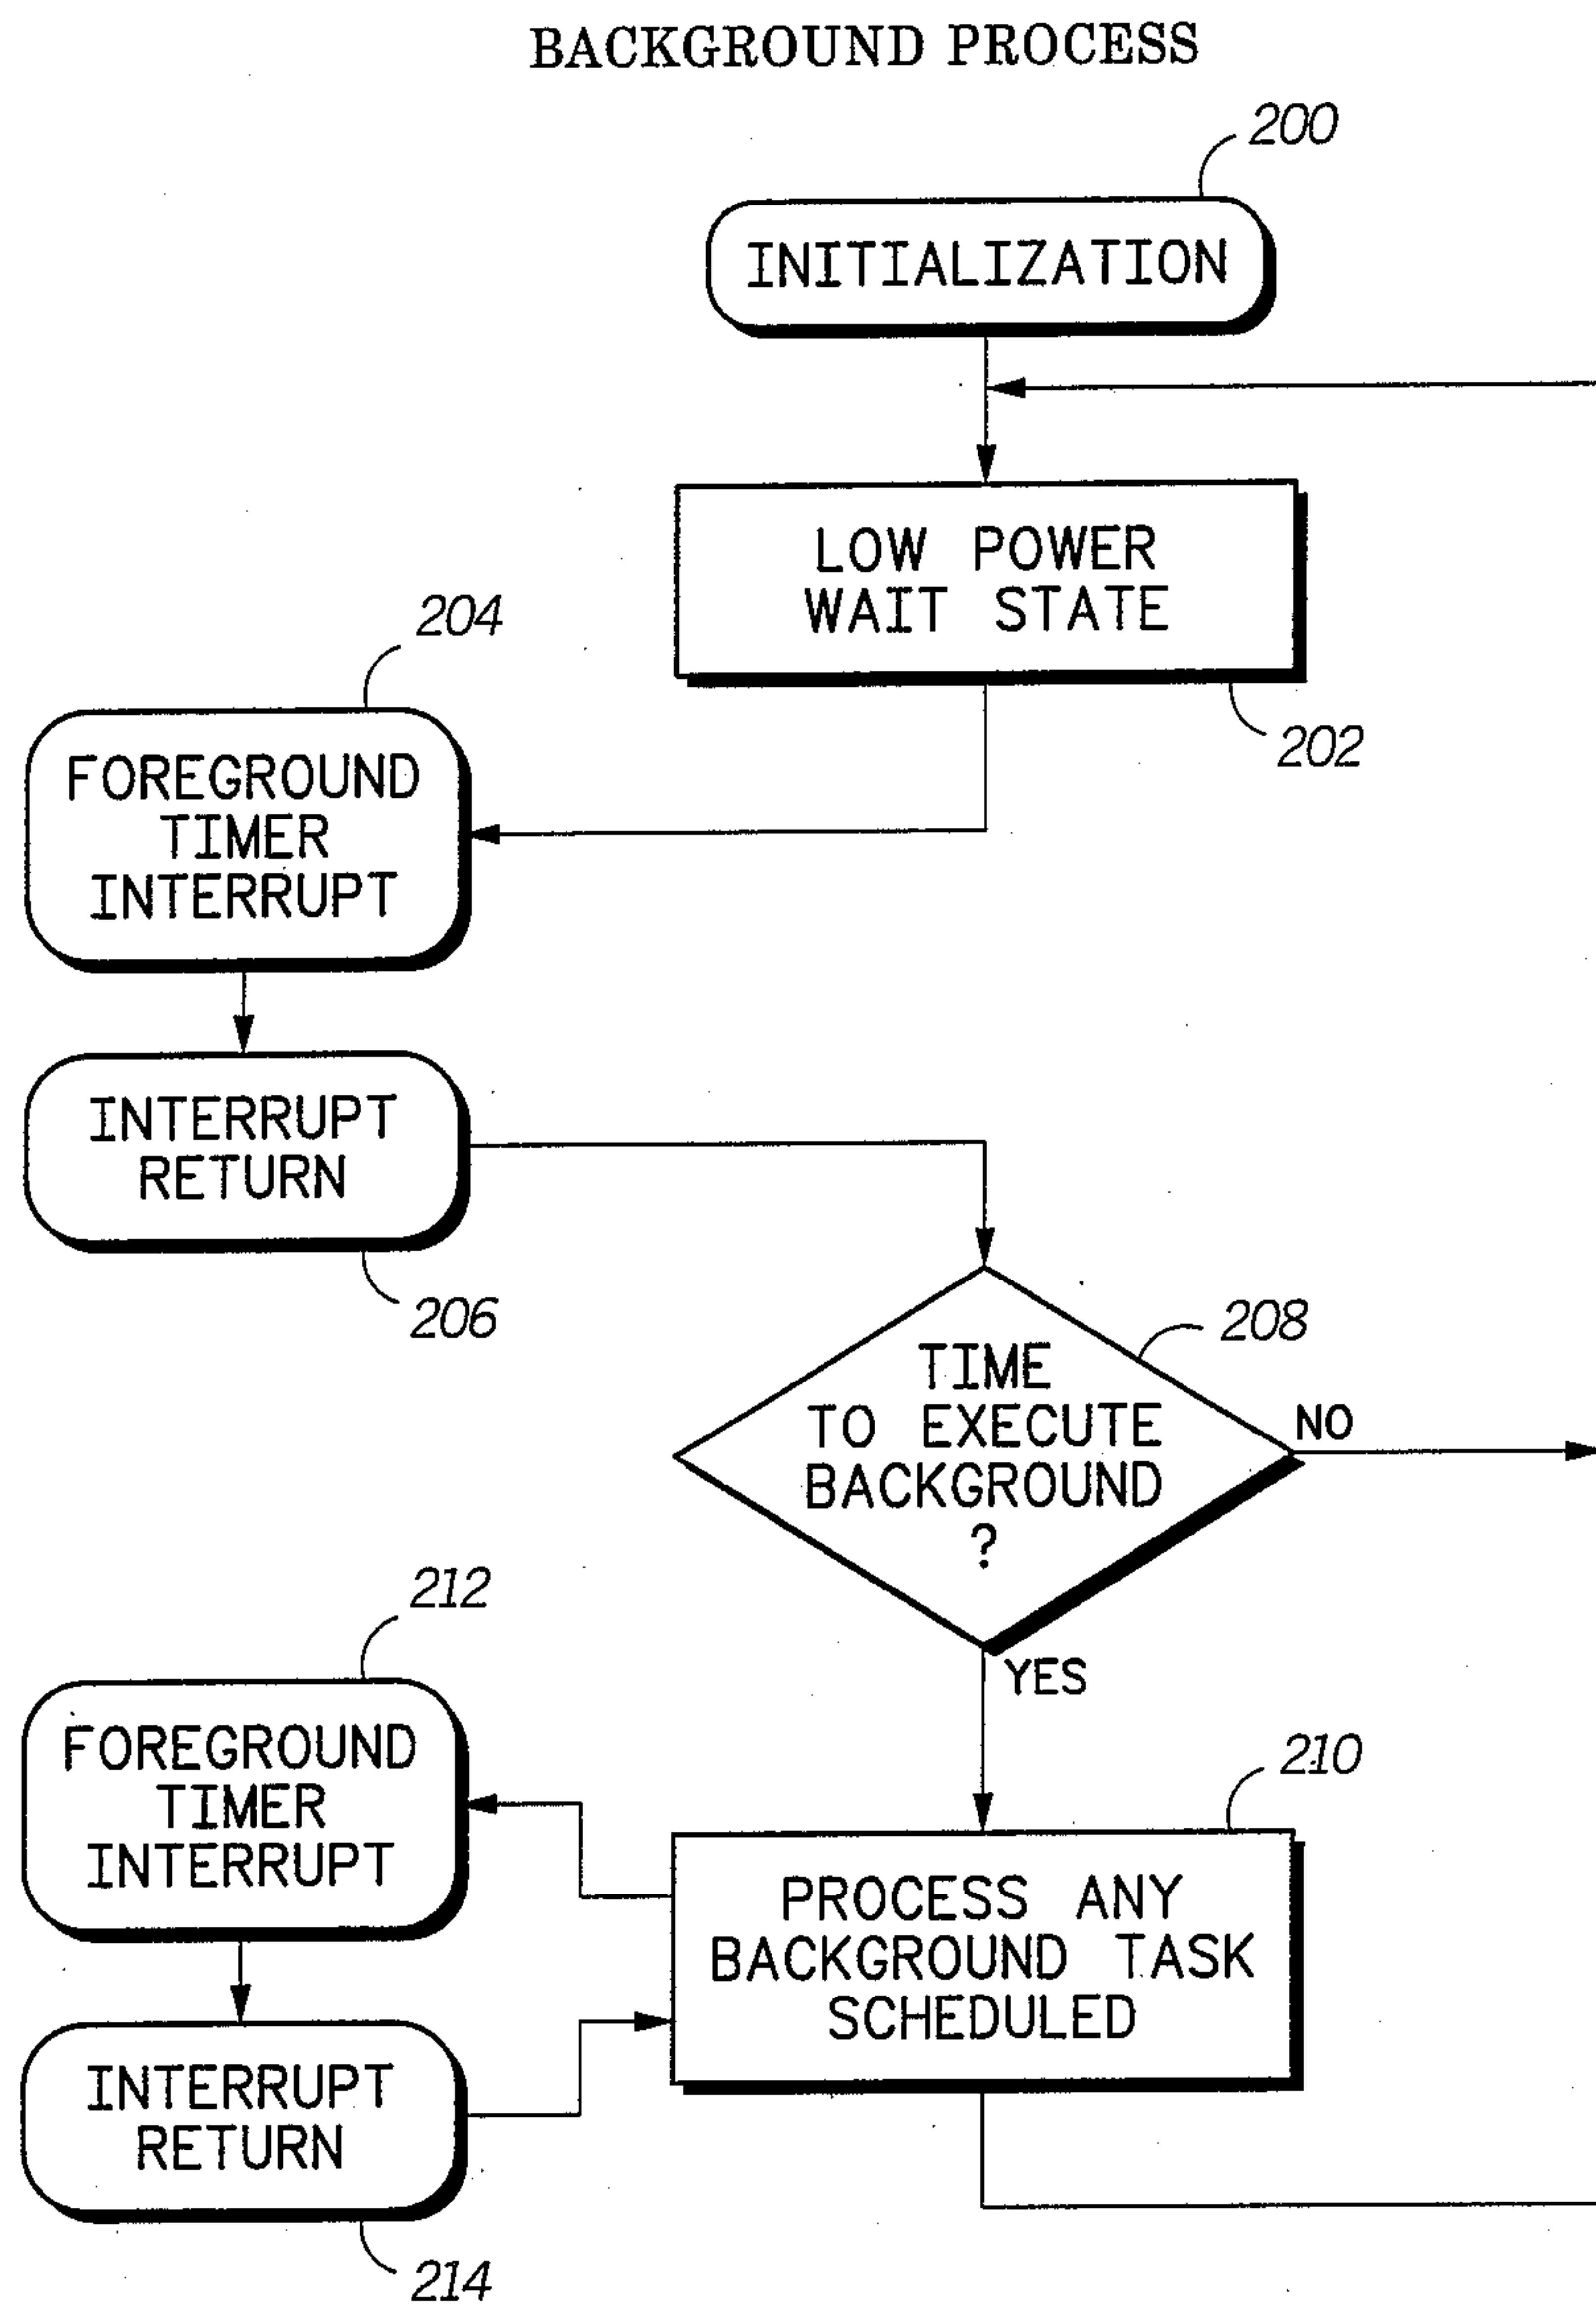 BACKGROUND PROCESS
200
INITIALIZATION
LOW POWER
WAIT STATE
202
204
FOREGROUND
TIMER
INTERRUPT
INTERRUPT
RETURN
206
208
TIME
TO EXECUTE
BACKGROUND
?
NO
YES
212
FOREGROUND
TIMER
INTERRUPT
210
PROCESS ANY
BACKGROUND TASK
SCHEDULED
INTERRUPT
RETURN
214